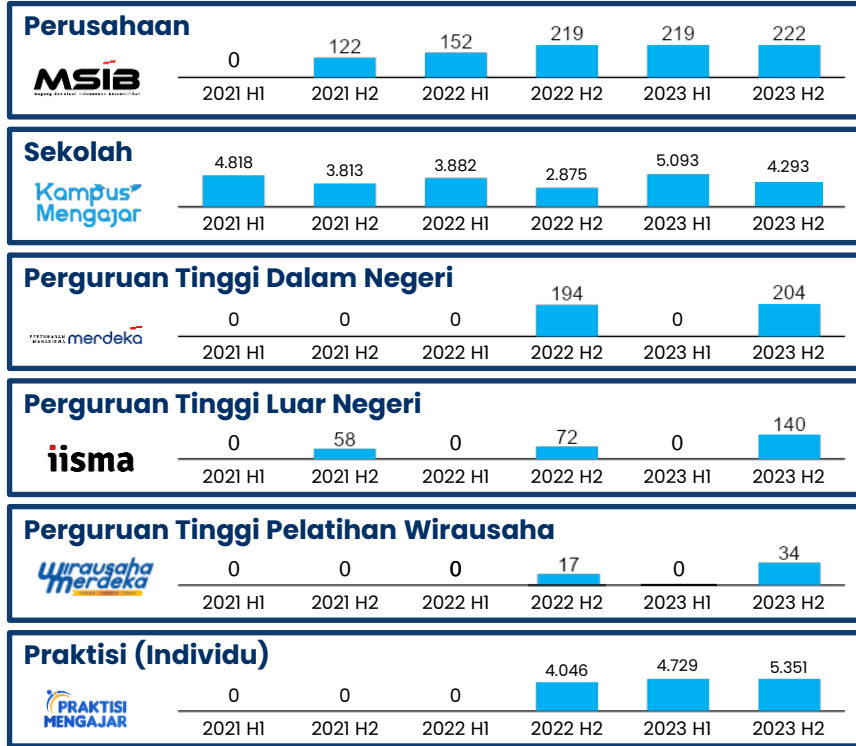 Perusahaan
0 122 152 219 219 222
MSIB
magang dan studi independen bersertifikat
2021 H1 2021 H2 2022 H1 2022 H2 2023 H1 2023 H2
Sekolah
4.818 3.813 3.882 2.875 5.093 4.293
Kampus
Mengajar
2021 H1 2021 H2 2022 H1 2022 H2 2023 H1 2023 H2
Perguruan Tinggi Dalam Negeri
0 0 0 194 0 204
PERTUKARAN
MAHASISWA merdeka
2021 H1 2021 H2 2022 H1 2022 H2 2023 H1 2023 H2
Perguruan Tinggi Luar Negeri
0 58 0 72 0 140
iisma
2021 H1 2021 H2 2022 H1 2022 H2 2023 H1 2023 H2
Perguruan Tinggi Pelatihan Wirausaha
0 0 0 17 0 34
Wirausaha
merdeka
2021 H1 2021 H2 2022 H1 2022 H2 2023 H1 2023 H2
Praktisi (Individu)
0 0 0 4.046 4.729 5.351
PRAKTISI
MENGAJAR
2021 H1 2021 H2 2022 H1 2022 H2 2023 H1 2023 H2